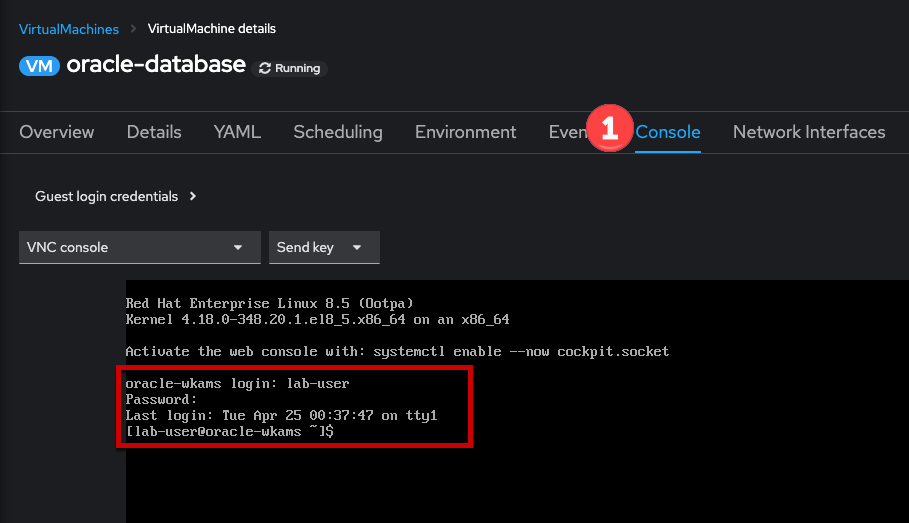 VirtualMachines > VirtualMachine details
VM oracle-database Running
Overview Details YAML Scheduling Environment Even 1 Console Network Interfaces
Guest login credentials >
VNC console Send key
Red Hat Enterprise Linux 8.5 (Ootpa)
Kernel 4.18.0-348.20.1.el8_5.x86_64 on an x86_64
Activate the web console with: systemctl enable --now cockpit.socket
oracle-wkams login: lab-user
Password:
Last login: Tue Apr 25 00:37:47 on tty1
[lab-user@oracle-wkams ~]$